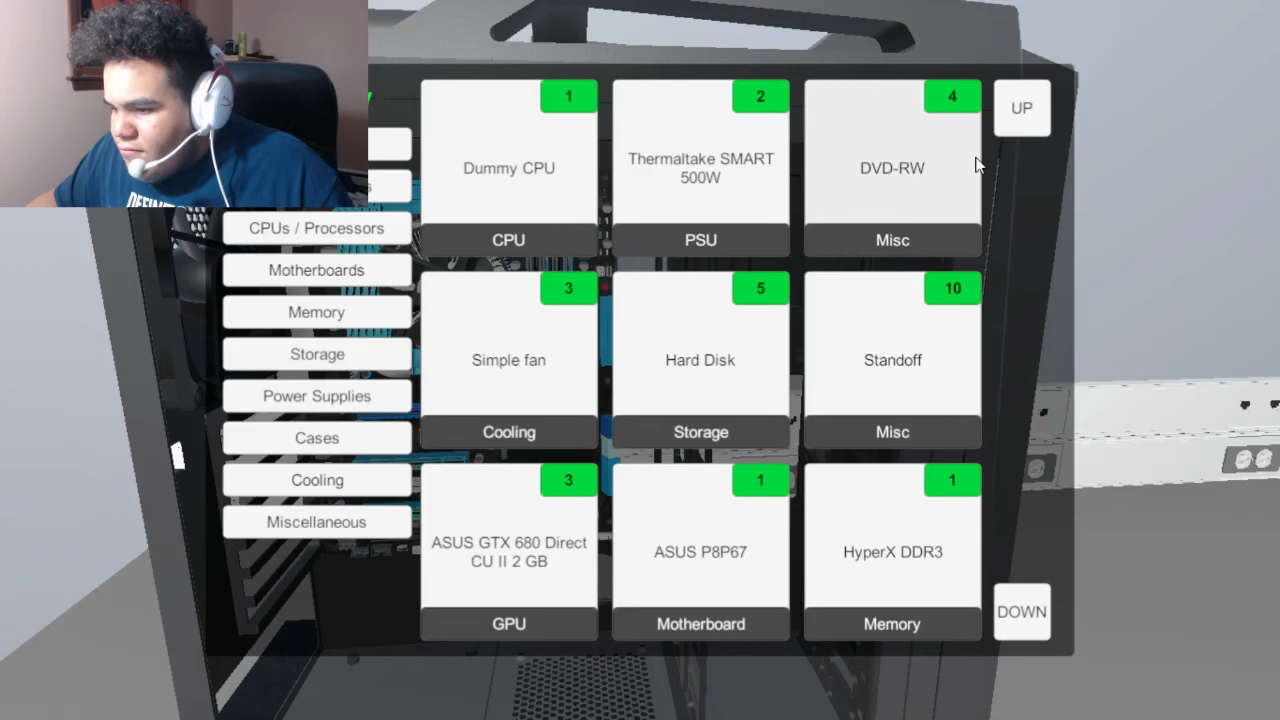 DEFINIT
CPUs / Processors
Motherboards
Memory
Storage
Power Supplies
Cases
Cooling
Miscellaneous
1
Dummy CPU
CPU
2
Thermaltake SMART
500W
PSU
4
DVD-RW
Misc
3
Simple fan
Cooling
5
Hard Disk
Storage
10
Standoff
Misc
3
ASUS GTX 680 Direct
CU II 2 GB
GPU
1
ASUS P8P67
Motherboard
1
HyperX DDR3
Memory
UP
DOWN